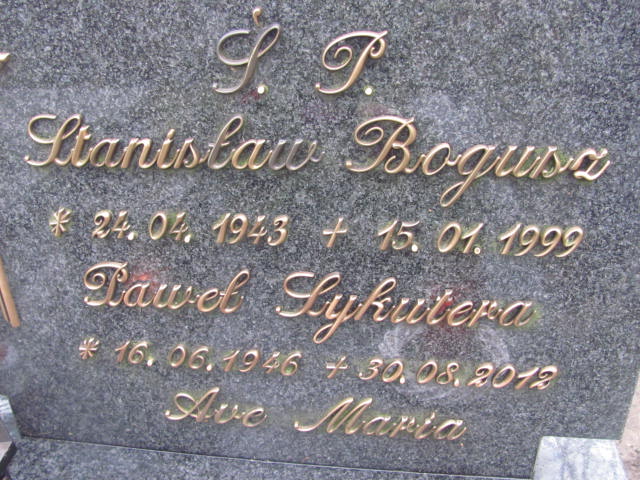 Ś. P.
Stanisław Bogusz
* 24. 04. 1943 + 15. 01. 1999
Paweł Sykutera
* 16. 06. 1946 + 30. 08. 2012
Ave Maria